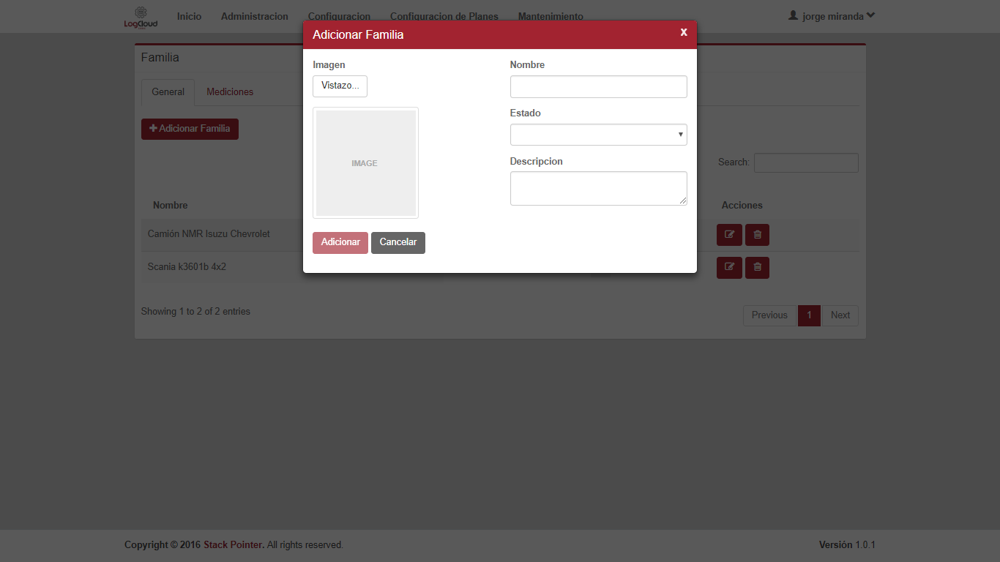 LogCloud
Inicio Administracion Configuracion Configuracion de Planes Mantenimiento jorge miranda
Adicionar Familia x
Familia
General Mediciones
Adicionar Familia
Imagen
Vistazo...
IMAGE
Nombre
Estado
Descripcion
Adicionar Cancelar
Search:
Nombre Acciones
Camión NMR Isuzu Chevrolet
Scania k3601b 4x2
Showing 1 to 2 of 2 entries
Previous 1 Next
Copyright © 2016 Stack Pointer. All rights reserved. Versión 1.0.1